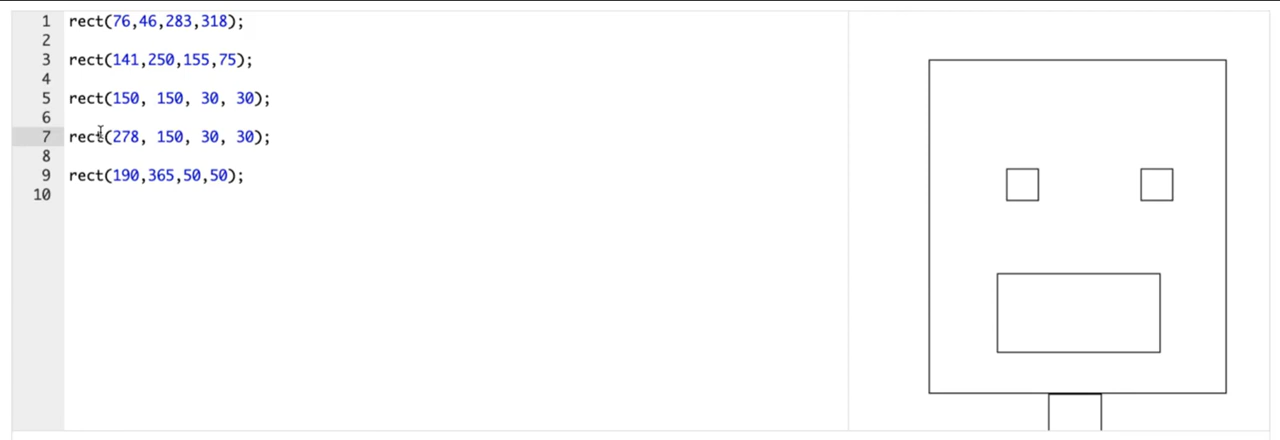 1 rect(76,46,283,318);
2
3 rect(141,250,155,75);
4
5 rect(150, 150, 30, 30);
6
7 rect(278, 150, 30, 30);
8
9 rect(190,365,50,50);
10